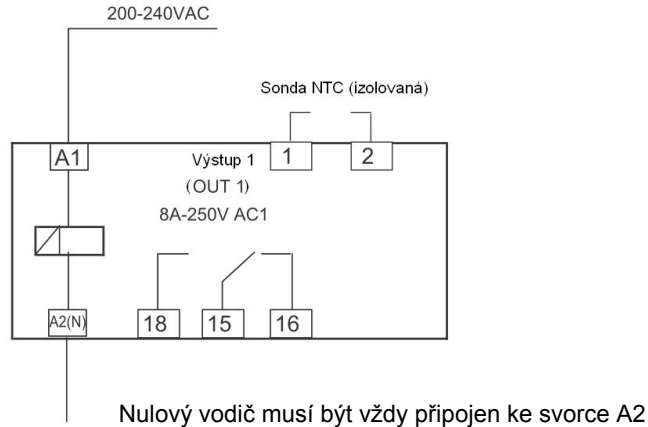 200-240VAC
Sonda NTC (izolovaná)
A1
Výstup 1
1
2
(OUT 1)
8A-250V AC1
A2(N)
18
15
16
Nulový vodič musí být vždy připojen ke svorce A2